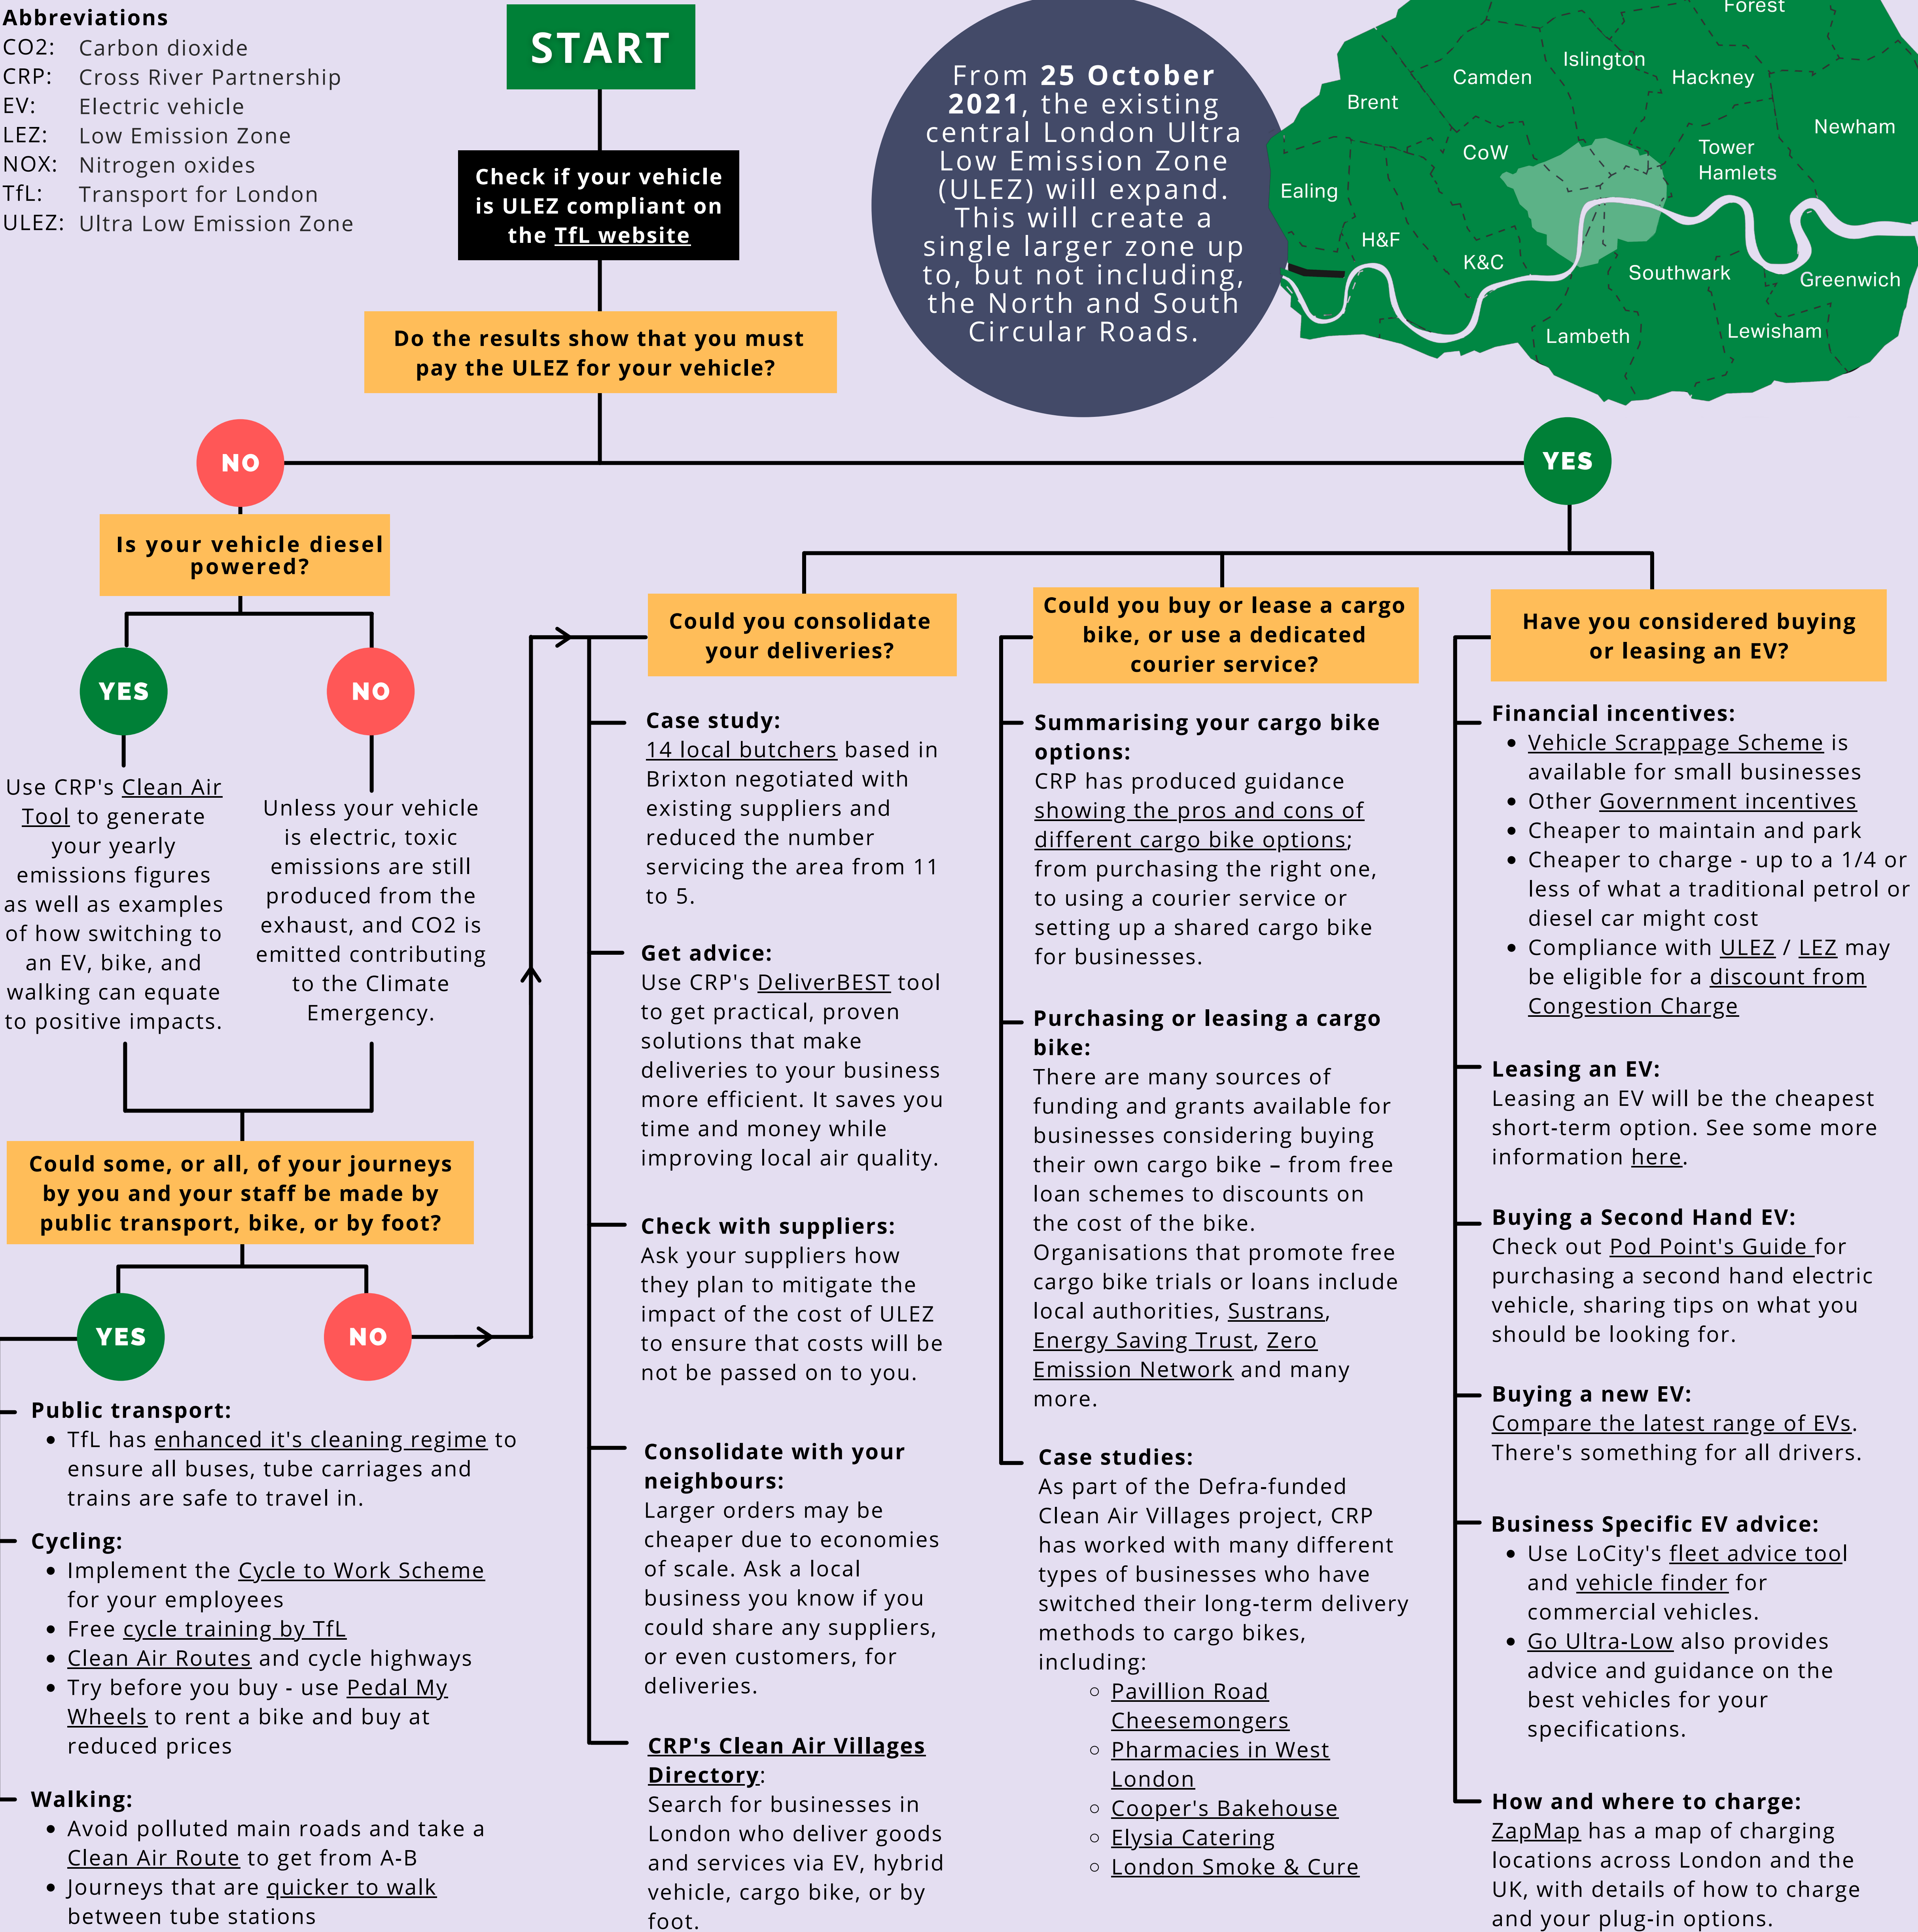 Abbreviations
CO2: Carbon dioxide
CRP: Cross River Partnership
EV: Electric vehicle
LEZ: Low Emission Zone
NOX: Nitrogen oxides
TfL: Transport for London
ULEZ: Ultra Low Emission Zone
START
Check if your vehicle
is ULEZ compliant on
the TfL website
Do the results show that you must
pay the ULEZ for your vehicle?
From 25 October
2021, the existing
central London Ultra
Low Emission Zone
(ULEZ) will expand.
This will create a
single larger zone up
to, but not including,
the North and South
Circular Roads.
Forest
Islington
Camden
Hackney
Brent
Newham
CoW
Tower
Hamlets
Ealing
H&F
K&C
Southwark
Greenwich
Lambeth
Lewisham
NO
YES
Is your vehicle diesel
powered?
YES
NO
Use CRP's Clean Air
Tool to generate
your yearly
emissions figures
as well as examples
of how switching to
an EV, bike, and
walking can equate
to positive impacts.
Unless your vehicle
is electric, toxic
emissions are still
produced from the
exhaust, and CO2 is
emitted contributing
to the Climate
Emergency.
Could some, or all, of your journeys
by you and your staff be made by
public transport, bike, or by foot?
YES
NO
Public transport:
• TfL has enhanced it's cleaning regime to
ensure all buses, tube carriages and
trains are safe to travel in.
Cycling:
• Implement the Cycle to Work Scheme
for your employees
• Free cycle training by TfL
• Clean Air Routes and cycle highways
• Try before you buy - use Pedal My
Wheels to rent a bike and buy at
reduced prices
Walking:
• Avoid polluted main roads and take a
Clean Air Route to get from A-B
• Journeys that are quicker to walk
between tube stations
Could you consolidate
your deliveries?
Case study:
14 local butchers based in
Brixton negotiated with
existing suppliers and
reduced the number
servicing the area from 11
to 5.
Get advice:
Use CRP's DeliverBEST tool
to get practical, proven
solutions that make
deliveries to your business
more efficient. It saves you
time and money while
improving local air quality.
Check with suppliers:
Ask your suppliers how
they plan to mitigate the
impact of the cost of ULEZ
to ensure that costs will be
not be passed on to you.
Consolidate with your
neighbours:
Larger orders may be
cheaper due to economies
of scale. Ask a local
business you know if you
could share any suppliers,
or even customers, for
deliveries.
CRP's Clean Air Villages
Directory:
Search for businesses in
London who deliver goods
and services via EV, hybrid
vehicle, cargo bike, or by
foot.
Could you buy or lease a cargo
bike, or use a dedicated
courier service?
Summarising your cargo bike
options:
CRP has produced guidance
showing the pros and cons of
different cargo bike options;
from purchasing the right one,
to using a courier service or
setting up a shared cargo bike
for businesses.
Purchasing or leasing a cargo
bike:
There are many sources of
funding and grants available for
businesses considering buying
their own cargo bike – from free
loan schemes to discounts on
the cost of the bike.
Organisations that promote free
cargo bike trials or loans include
local authorities, Sustrans,
Energy Saving Trust, Zero
Emission Network and many
more.
Case studies:
As part of the Defra-funded
Clean Air Villages project, CRP
has worked with many different
types of businesses who have
switched their long-term delivery
methods to cargo bikes,
including:
○ Pavillion Road
Cheesemongers
○ Pharmacies in West
London
○ Cooper's Bakehouse
○ Elysia Catering
○ London Smoke & Cure
Have you considered buying
or leasing an EV?
Financial incentives:
• Vehicle Scrappage Scheme is
available for small businesses
• Other Government incentives
• Cheaper to maintain and park
• Cheaper to charge - up to a 1/4 or
less of what a traditional petrol or
diesel car might cost
• Compliance with ULEZ / LEZ may
be eligible for a discount from
Congestion Charge
Leasing an EV:
Leasing an EV will be the cheapest
short-term option. See some more
information here.
Buying a Second Hand EV:
Check out Pod Point's Guide for
purchasing a second hand electric
vehicle, sharing tips on what you
should be looking for.
Buying a new EV:
Compare the latest range of EVs.
There's something for all drivers.
Business Specific EV advice:
• Use LoCity's fleet advice tool
and vehicle finder for
commercial vehicles.
• Go Ultra-Low also provides
advice and guidance on the
best vehicles for your
specifications.
How and where to charge:
ZapMap has a map of charging
locations across London and the
UK, with details of how to charge
and your plug-in options.